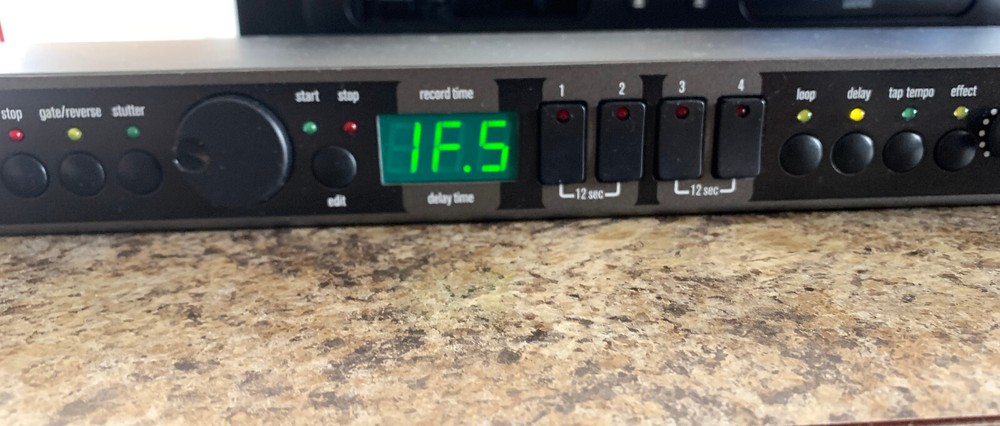 stop gate/reverse stutter
start stop
edit
record time
1F.5
delay time
1 2 3 4
12 sec 12 sec
loop delay tap tempo effect